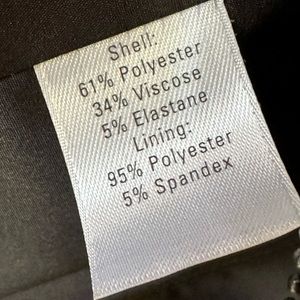 Shell:
61% Polyester
34% Viscose
5% Elastane
Lining:
95% Polyester
5% Spandex